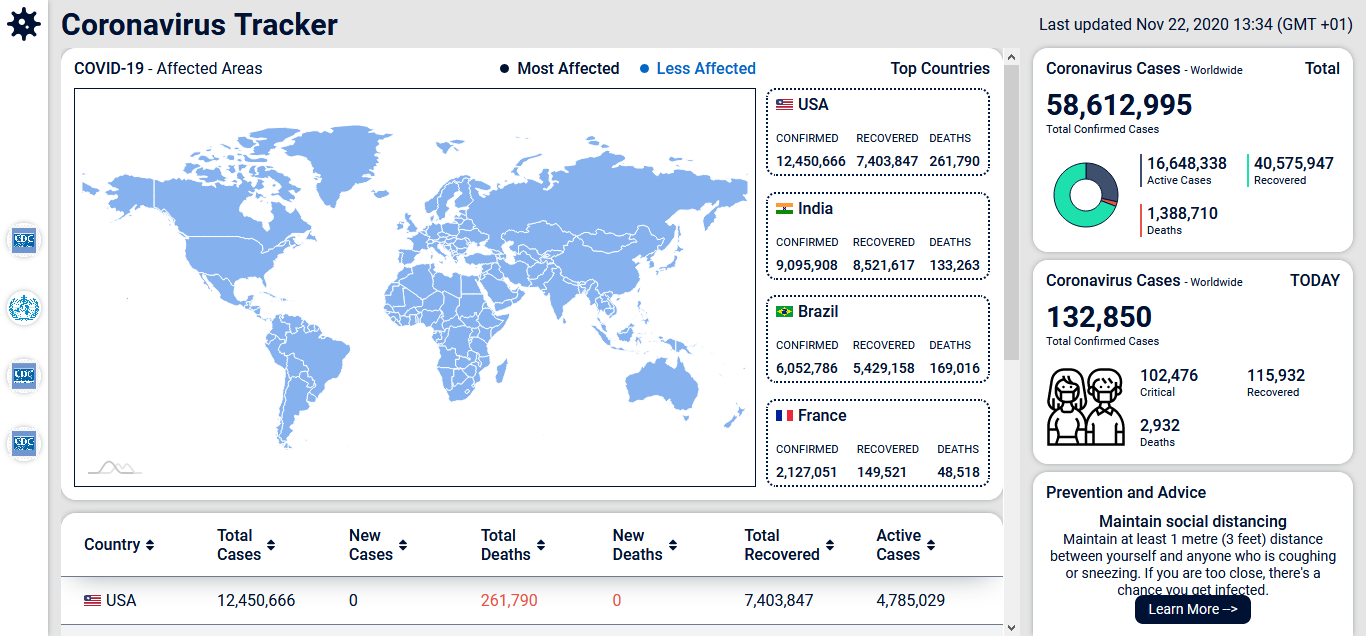 Coronavirus Tracker
Last updated Nov 22, 2020 13:34 (GMT +01)
COVID-19 - Affected Areas
Most Affected
Less Affected
Top Countries
USA
CONFIRMED RECOVERED DEATHS
12,450,666 7,403,847 261,790
India
CONFIRMED RECOVERED DEATHS
9,095,908 8,521,617 133,263
Brazil
CONFIRMED RECOVERED DEATHS
6,052,786 5,429,158 169,016
France
CONFIRMED RECOVERED DEATHS
2,127,051 149,521 48,518
Coronavirus Cases - Worldwide Total
58,612,995
Total Confirmed Cases
16,648,338
Active Cases
40,575,947
Recovered
1,388,710
Deaths
Coronavirus Cases - Worldwide TODAY
132,850
Total Confirmed Cases
102,476
Critical
115,932
Recovered
2,932
Deaths
Prevention and Advice
Maintain social distancing
Maintain at least 1 metre (3 feet) distance
between yourself and anyone who is coughing
or sneezing. If you are too close, there's a
chance you get infected.
Learn More -->
CDC
CDC
CDC
Country
Total
Cases
New
Cases
Total
Deaths
New
Deaths
Total
Recovered
Active
Cases
USA 12,450,666 0 261,790 0 7,403,847 4,785,029